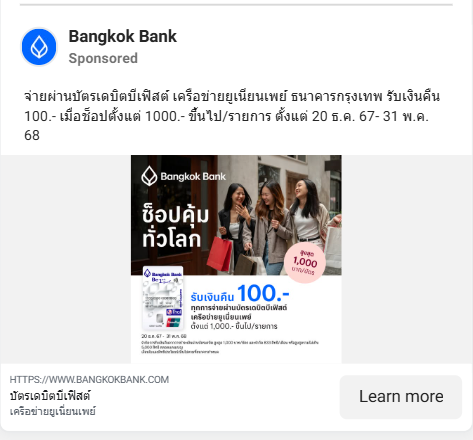 Bangkok Bank
Sponsored
จ่ายผ่านบัตรเดบิตบีเฟิสต์ เครือข่ายยูเนี่ยนเพย์ ธนาคารกรุงเทพ รับเงินคืน
100.- เมื่อช็อปตั้งแต่ 1000.- ขึ้นไป/รายการ ตั้งแต่ 20 ธ.ค. 67- 31 พ.ค.
68
Bangkok Bank
ช็อปคุ้ม
ทั่วโลก
สูงสุด
1,000
บาท/บัตร
Bangkok Bank
รับเงินคืน 100.-
ทุกการจ่ายผ่านบัตรเดบิตบีเฟิสต์
เครือข่ายยูเนี่ยนเพย์
ตั้งแต่ 1,000.- ขึ้นไป/รายการ
20 ธ.ค. 67 - 31 พ.ค. 68
HTTPS://WWW.BANGKOKBANK.COM
บัตรเดบิตบีเฟิสต์
เครือข่ายยูเนี่ยนเพย์
Learn more